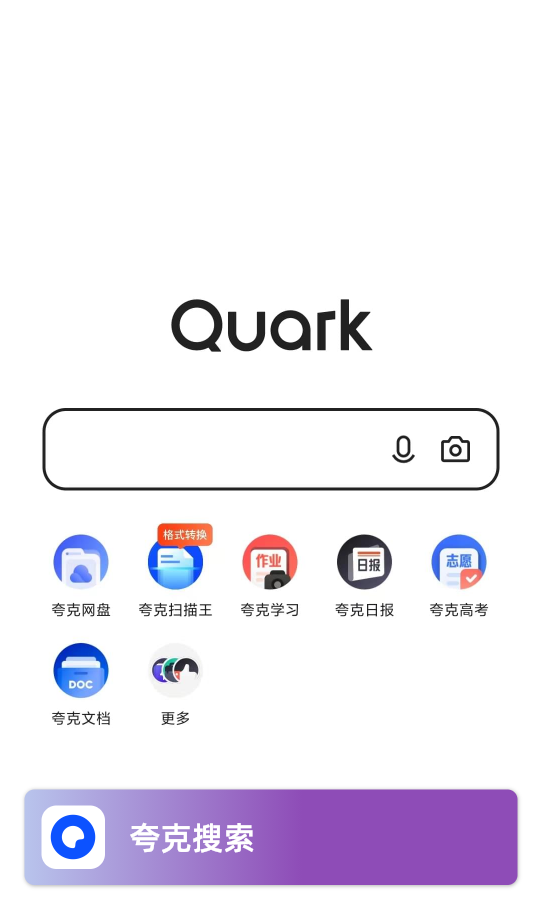 Quark
格式转换
作业
日报
志愿
夸克网盘
夸克扫描王
夸克学习
夸克日报
夸克高考
DOC
夸克文档
更多
夸克搜索